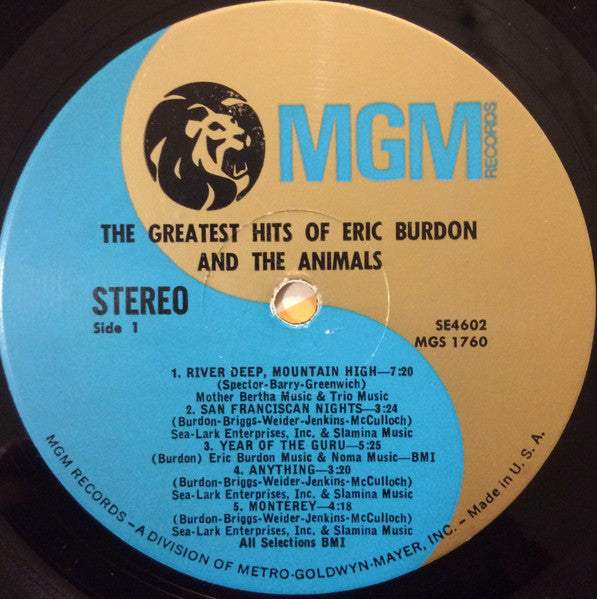 MGM
RECORDS
THE GREATEST HITS OF ERIC BURDON
AND THE ANIMALS
STEREO
Side 1
SE4602
MGS 1760
1. RIVER DEEP, MOUNTAIN HIGH—7:20
(Spector-Barry-Greenwich)
Mother Bertha Music & Trio Music
2. SAN FRANCISCAN NIGHTS—3:24
(Burdon-Briggs-Weider-Jenkins-McCulloch)
Sea-Lark Enterprises, Inc. & Slamina Music
3. YEAR OF THE GURU—5:25
(Burdon) Eric Burdon Music & Noma Music—BMI
4. ANYTHING—3:20
(Burdon-Briggs-Weider-Jenkins-McCulloch)
Sea-Lark Enterprises, Inc. & Slamina Music
5. MONTEREY—4:18
(Burdon-Briggs-Weider-Jenkins-McCulloch)
Sea-Lark Enterprises, Inc. & Slamina Music
All Selections BMI
MGM RECORDS – A DIVISION OF METRO-GOLDWYN-MAYER, INC. – Made in U. S. A.